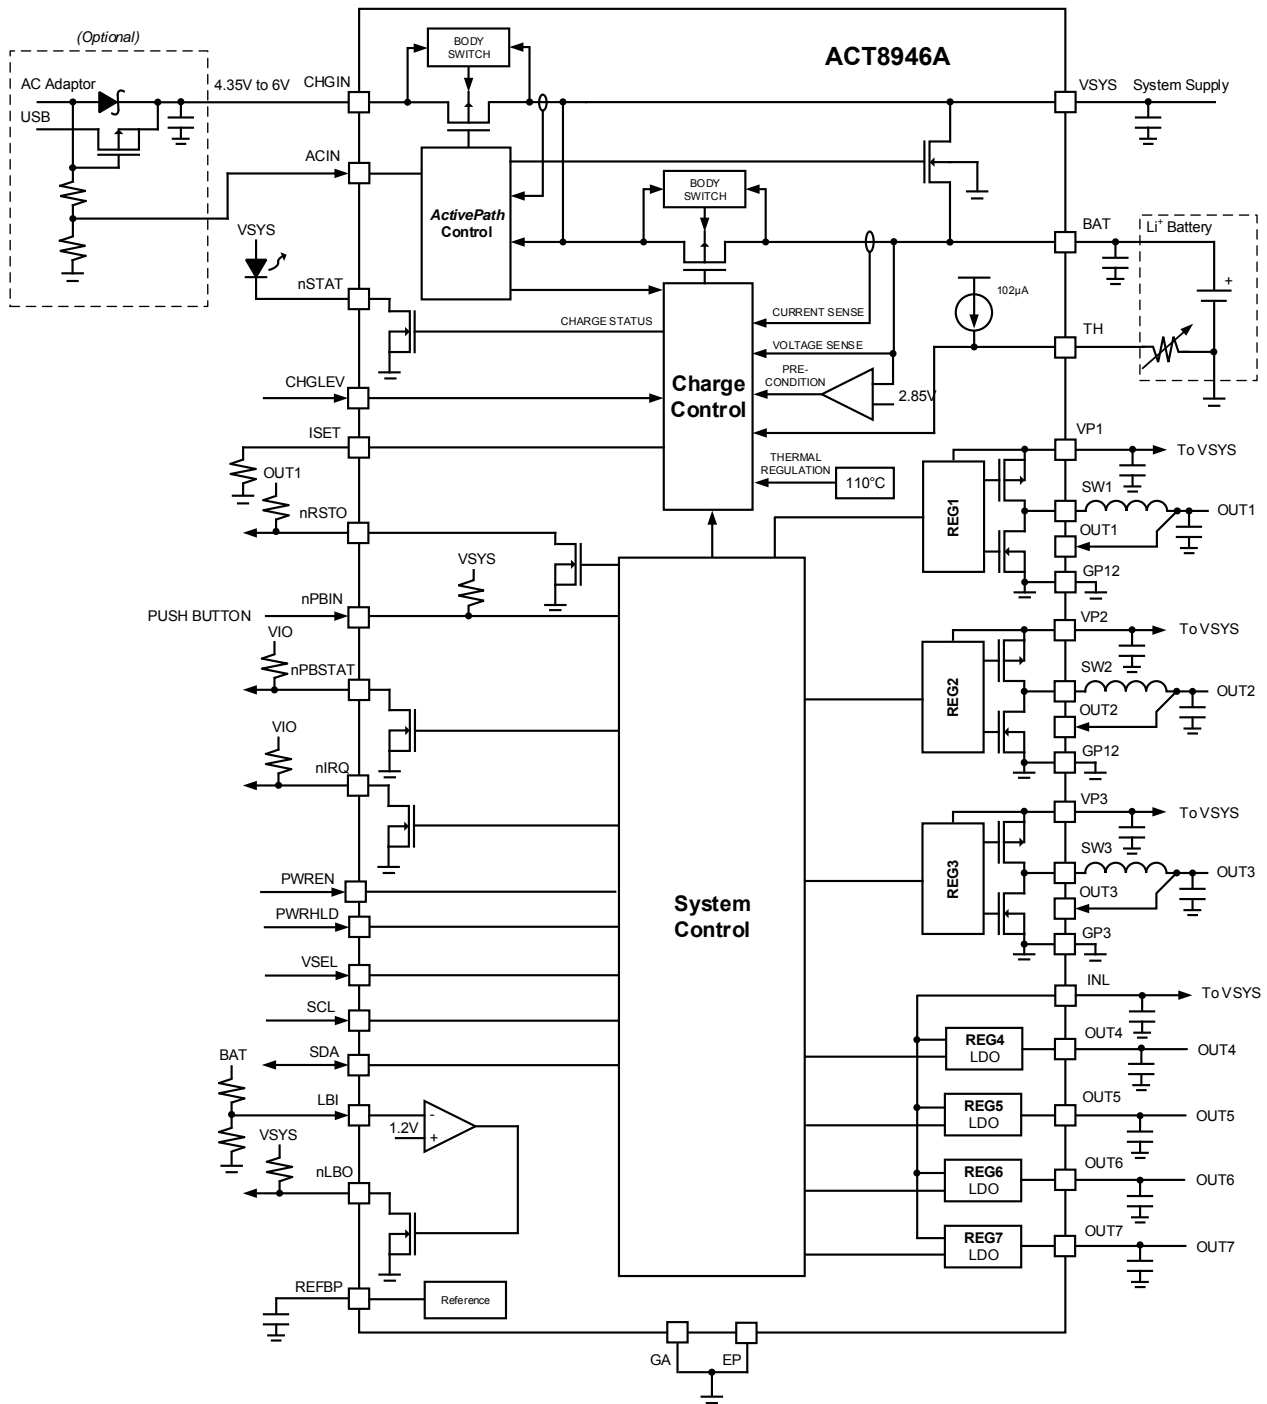 ACT8946A
(Optional)
AC Adaptor
USB
4.35V to 6V
CHGIN
BODY
SWITCH
VSYS
System Supply
ACIN
ActivePath
Control
BODY
SWITCH
BAT
Li+ Battery
+
VSYS
nSTAT
CHARGE STATUS
CURRENT SENSE
102µA
TH
VOLTAGE SENSE
PRE-
CONDITION
2.85V
Charge
Control
CHGLEV
ISET
THERMAL
REGULATION
110°C
OUT1
nRSTO
VSYS
nPBIN
PUSH BUTTON
VIO
nPBSTAT
VIO
nIRQ
PWREN
PWRHLD
VSEL
SCL
SDA
BAT
LBI
1.2V
-
+
VSYS
nLBO
REFBP
Reference
System
Control
REG1
VP1
To VSYS
SW1
OUT1
OUT1
GP12
REG2
VP2
To VSYS
SW2
OUT2
OUT2
GP12
REG3
VP3
To VSYS
SW3
OUT3
OUT3
GP3
INL
To VSYS
REG4
LDO
OUT4
OUT4
REG5
LDO
OUT5
OUT5
REG6
LDO
OUT6
OUT6
REG7
LDO
OUT7
OUT7
GA
EP